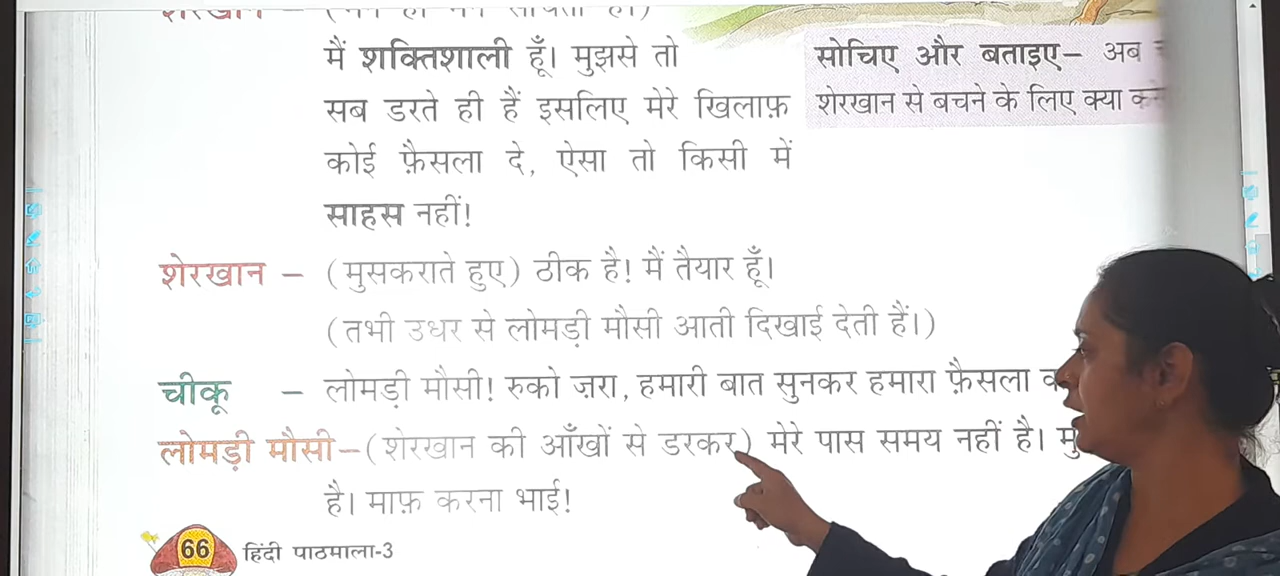 शेरखान –
मैं शक्तिशाली हूँ। मुझसे तो
सब डरते ही हैं इसलिए मेरे खिलाफ़
कोई फ़ैसला दे, ऐसा तो किसी में
साहस नहीं!
सोचिए और बताइए– अब
शेरखान से बचने के लिए क्या
शेरखान – (मुसकराते हुए) ठीक है! मैं तैयार हूँ।
(तभी उधर से लोमड़ी मौसी आती दिखाई देती हैं।)
चीकू – लोमड़ी मौसी! रुको ज़रा, हमारी बात सुनकर हमारा फ़ैसला
लोमड़ी मौसी–(शेरखान की आँखों से डरकर) मेरे पास समय नहीं है।
है। माफ़ करना भाई!
66 हिंदी पाठमाला-3